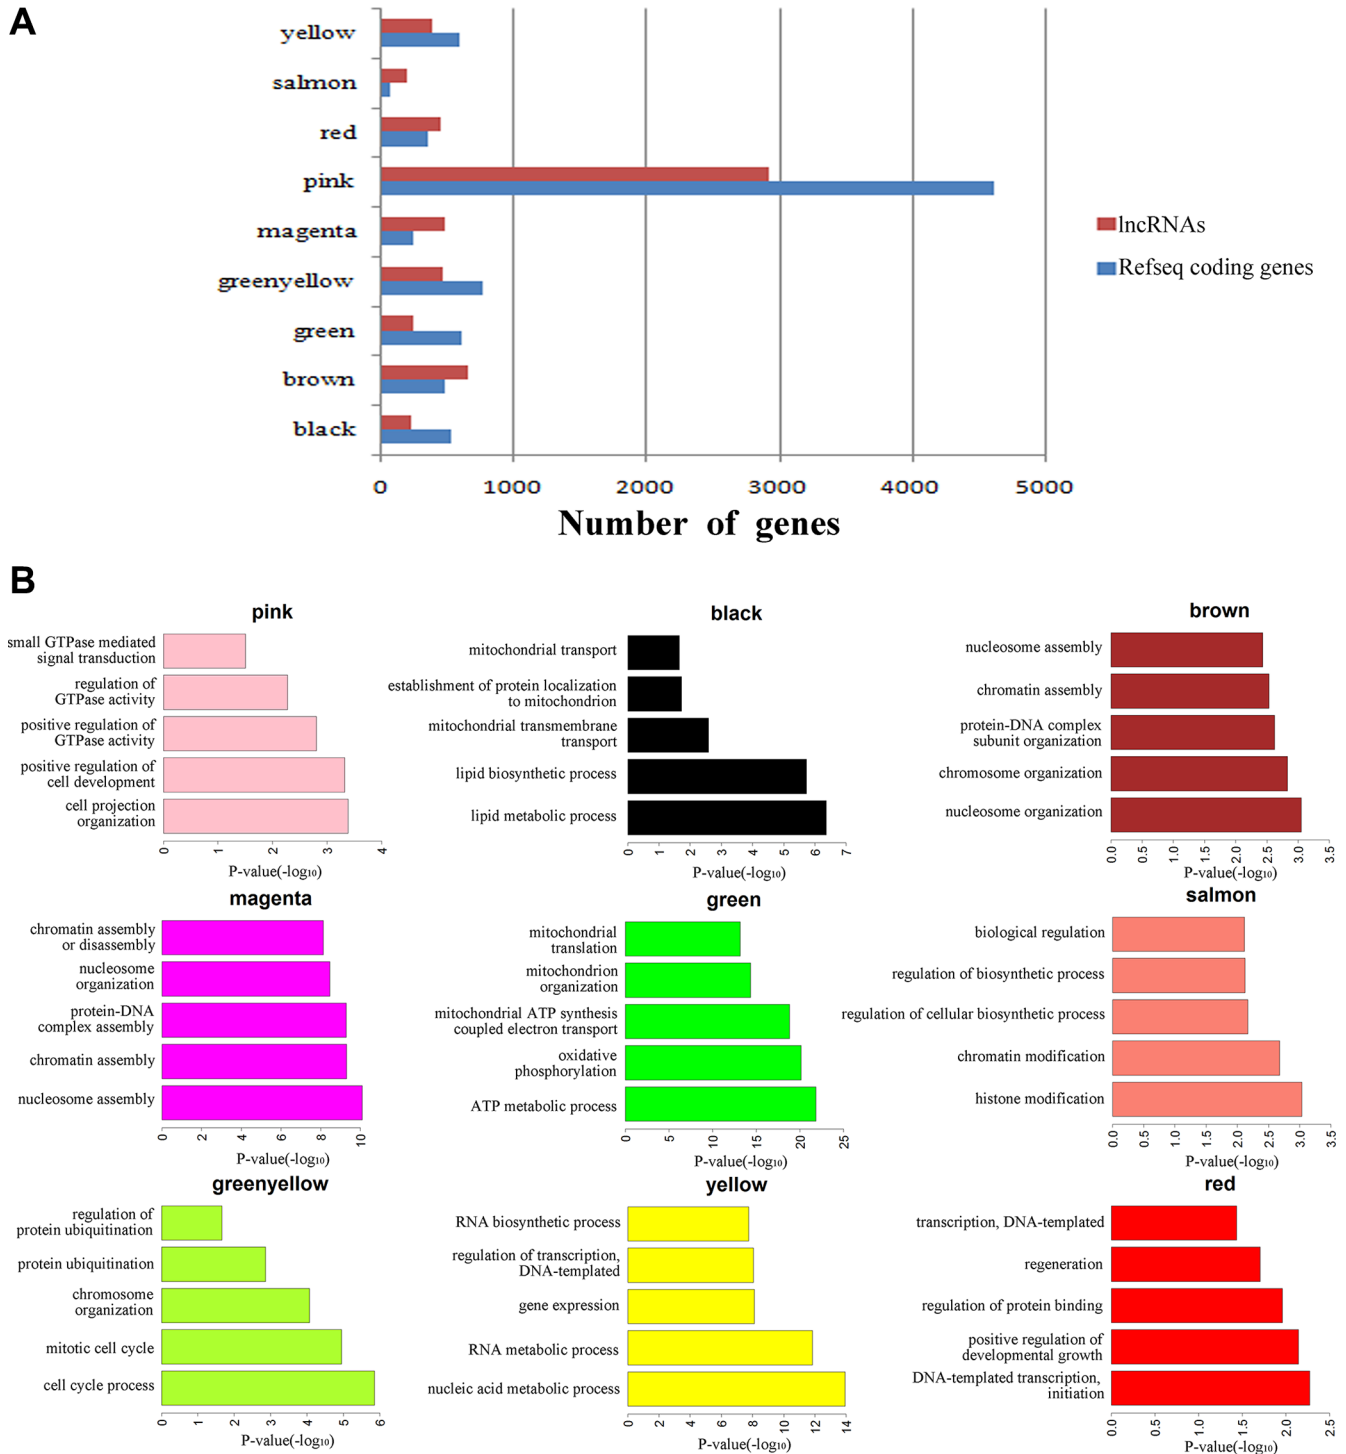 A
yellow
salmon
red
pink
magenta
greenyellow
green
brown
black
0 1000 2000 3000 4000 5000
Number of genes
lncRNAs
Refseq coding genes
B
pink
small GTPase mediated
signal transduction
regulation of
GTPase activity
positive regulation of
GTPase activity
positive regulation of
cell development
cell projection
organization
0 1 2 3 4
P-value(-log10)
black
mitochondrial transport
establishment of protein localization
to mitochondrion
mitochondrial transmembrane
transport
lipid biosynthetic process
lipid metabolic process
0 1 2 3 4 5 6 7
P-value(-log10)
brown
nucleosome assembly
chromatin assembly
protein-DNA complex
subunit organization
chromosome organization
nucleosome organization
0.0 0.5 1.0 1.5 2.0 2.5 3.0 3.5
P-value(-log10)
magenta
chromatin assembly
or disassembly
nucleosome
organization
protein-DNA
complex assembly
chromatin assembly
nucleosome assembly
0 2 4 6 8 10
P-value(-log10)
green
mitochondrial
translation
mitochondrion
organization
mitochondrial ATP synthesis
coupled electron transport
oxidative
phosphorylation
ATP metabolic process
0 5 10 15 20 25
P-value(-log10)
salmon
biological regulation
regulation of biosynthetic process
regulation of cellular biosynthetic process
chromatin modification
histone modification
0.0 0.5 1.0 1.5 2.0 2.5 3.0 3.5
P-value(-log10)
greenyellow
regulation of
protein ubiquitination
protein ubiquitination
chromosome
organization
mitotic cell cycle
cell cycle process
0 1 2 3 4 5 6
P-value(-log10)
yellow
RNA biosynthetic process
regulation of transcription,
DNA-templated
gene expression
RNA metabolic process
nucleic acid metabolic process
0 2 4 6 8 10 12 14
P-value(-log10)
red
transcription, DNA-templated
regeneration
regulation of protein binding
positive regulation of
developmental growth
DNA-templated transcription,
initiation
0.0 0.5 1.0 1.5 2.0 2.5
P-value(-log10)